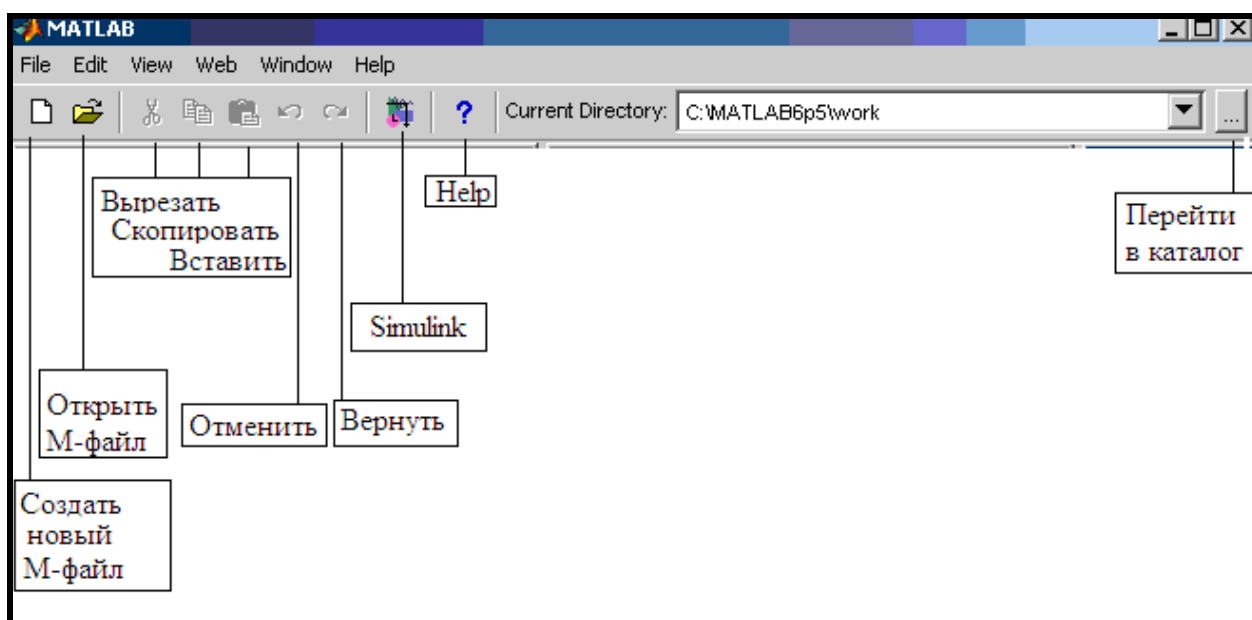 MATLAB
File Edit View Web Window Help
? Current Directory: C:\MATLAB6p5\work ...
Вырезать
Скопировать
Вставить
Help
Перейти
в каталог
Simulink
Открыть
М-файл
Отменить
Вернуть
Создать
новый
М-файл